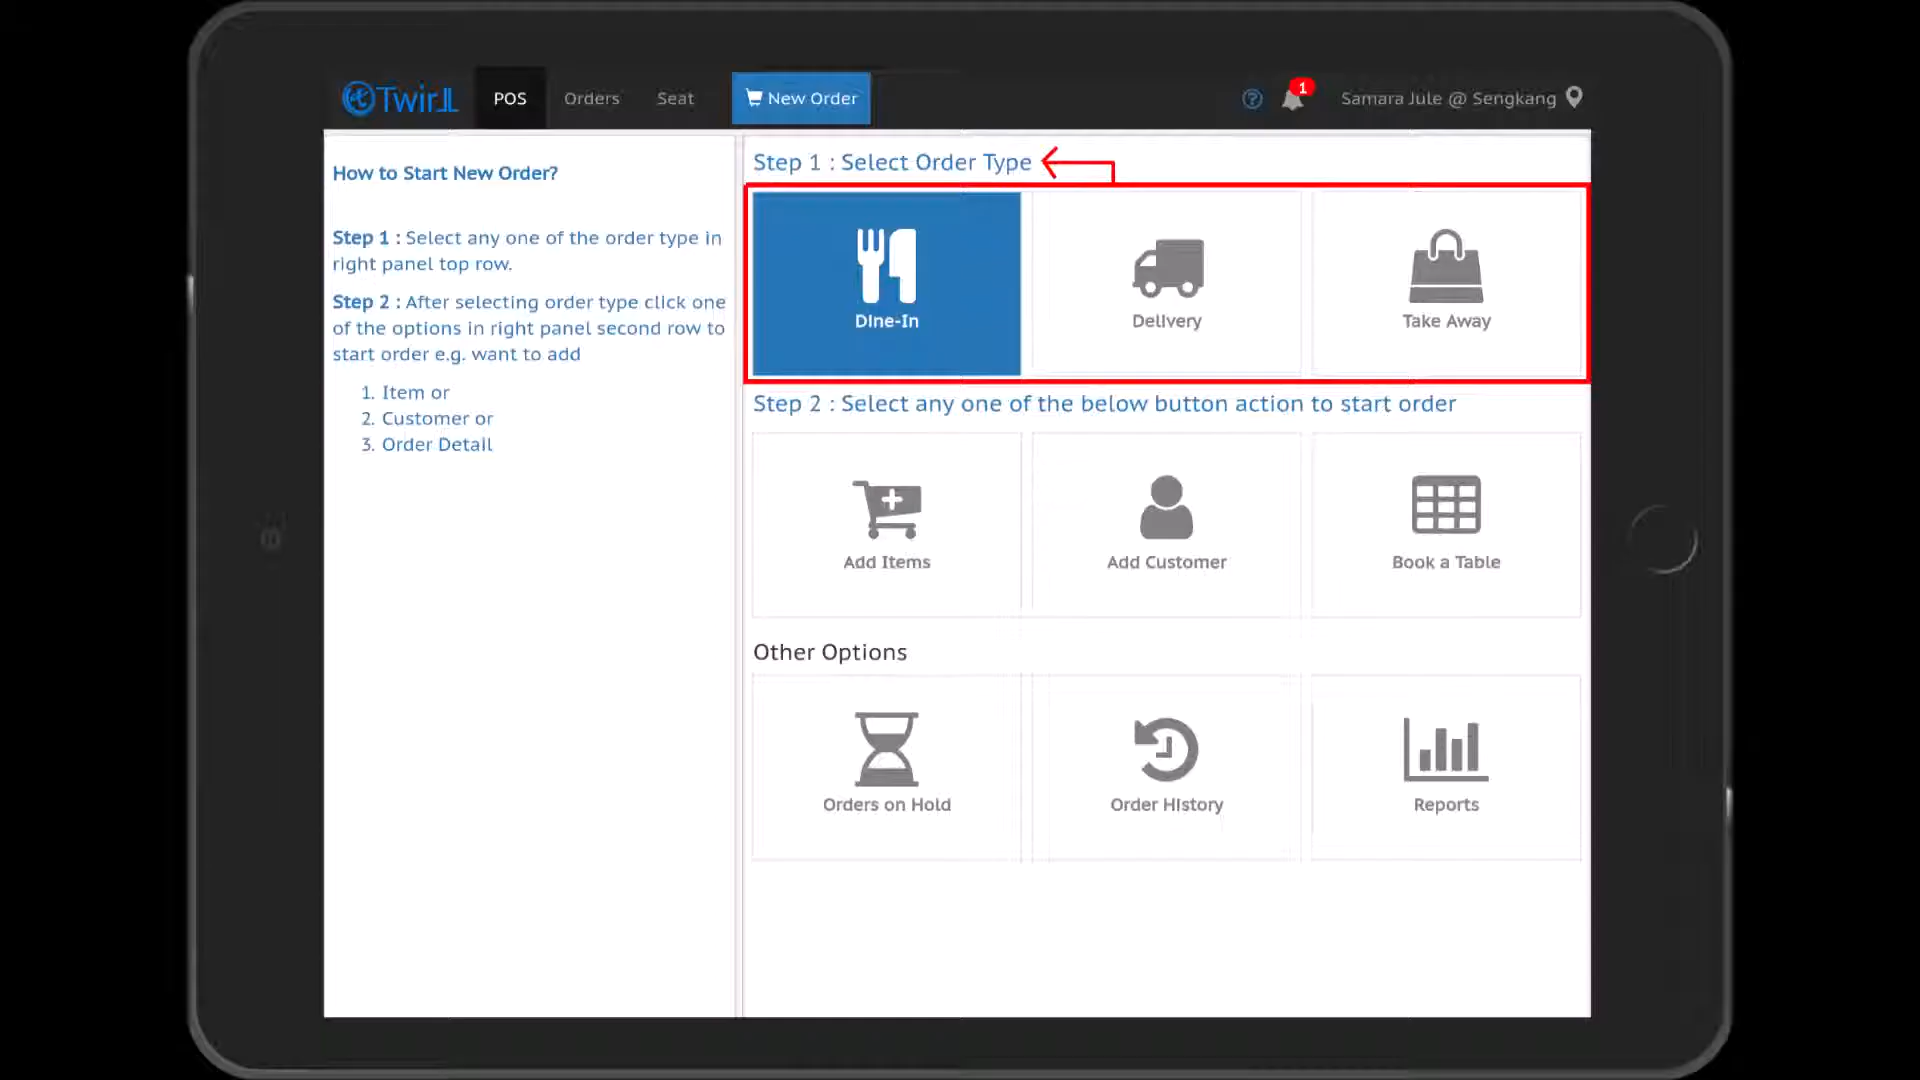 Twirll
POS
Orders
Seat
New Order
1
Samara Jule @ Sengkang
How to Start New Order?
Step 1 : Select any one of the order type in
right panel top row.
Step 2 : After selecting order type click one
of the options in right panel second row to
start order e.g. want to add
1. Item or
2. Customer or
3. Order Detail
Step 1 : Select Order Type
Dine-In
Delivery
Take Away
Step 2 : Select any one of the below button action to start order
Add Items
Add Customer
Book a Table
Other Options
Orders on Hold
Order History
Reports